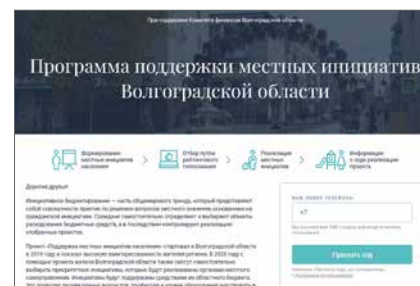 При поддержке Комитета финансов Волгоградской области
Программа поддержки местных инициатив
Волгоградской области
Формирование
местных инициатив
населением
Отбор путём
рейтингового
голосования
Реализация
местных
инициатив
Информация
о ходе реализации
проекта
Дорогие друзья!
Инициативное бюджетирование — часть общемирового тренда, который представляет
собой совокупность практик по решению вопросов местного значения, основанных на
гражданской инициативе. Граждане самостоятельно определяют и выбирают объекты
расходования бюджетных средств, а в последствии контролируют реализацию
отобранных проектов.
Проект «Поддержка местных инициатив населения» стартовал в Волгоградской области
в 2019 году и показал высокую заинтересованность жителей региона. В 2020 году с
помощью проекта жители Волгоградской области также смогут самостоятельно
выбирать приоритетные инициативы, которые будут реализованы органами местного
самоуправления. Инициативы будут поддержаны средствами из областного бюджета.
ВАШ НОМЕР ТЕЛЕФОНА:
+7
Прислать код